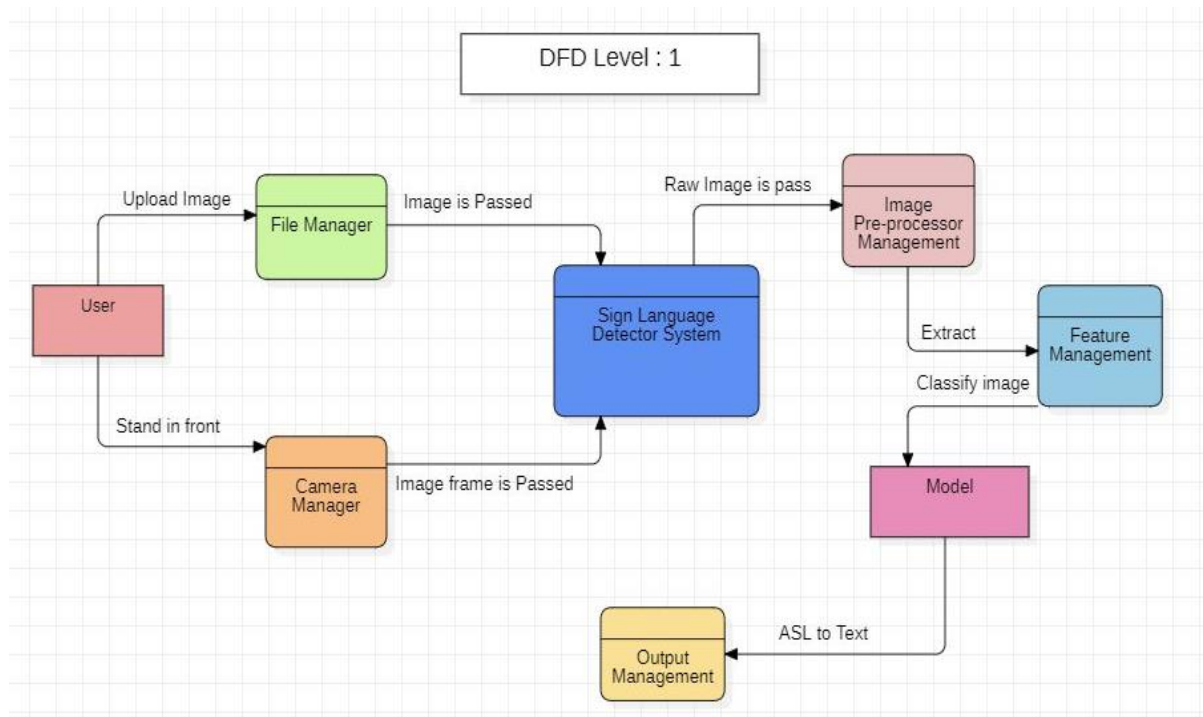 DFD Level : 1
Upload Image
File Manager
Image is Passed
Raw Image is pass
Image
Pre-processor
Management
User
Sign Language
Detector System
Extract
Feature
Management
Classify image
Stand in front
Camera
Manager
Image frame is Passed
Model
ASL to Text
Output
Management